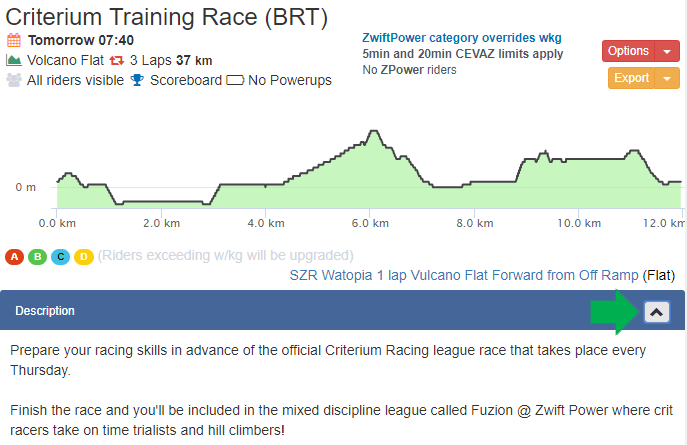 Criterium Training Race (BRT)
Tomorrow 07:40
ZwiftPower category overrides wkg
5min and 20min CEVAZ limits apply
No ZPower riders
Options
Export
Volcano Flat 3 Laps 37 km
All riders visible Scoreboard No Powerups
0 m
0.0 km 2.0 km 4.0 km 6.0 km 8.0 km 10.0 km 12.0 km
A B C D (Riders exceeding w/kg will be upgraded)
SZR Watopia 1 lap Vulcano Flat Forward from Off Ramp (Flat)
Description
Prepare your racing skills in advance of the official Criterium Racing league race that takes place every
Thursday.
Finish the race and you'll be included in the mixed discipline league called Fuzion @ Zwift Power where crit
racers take on time trialists and hill climbers!